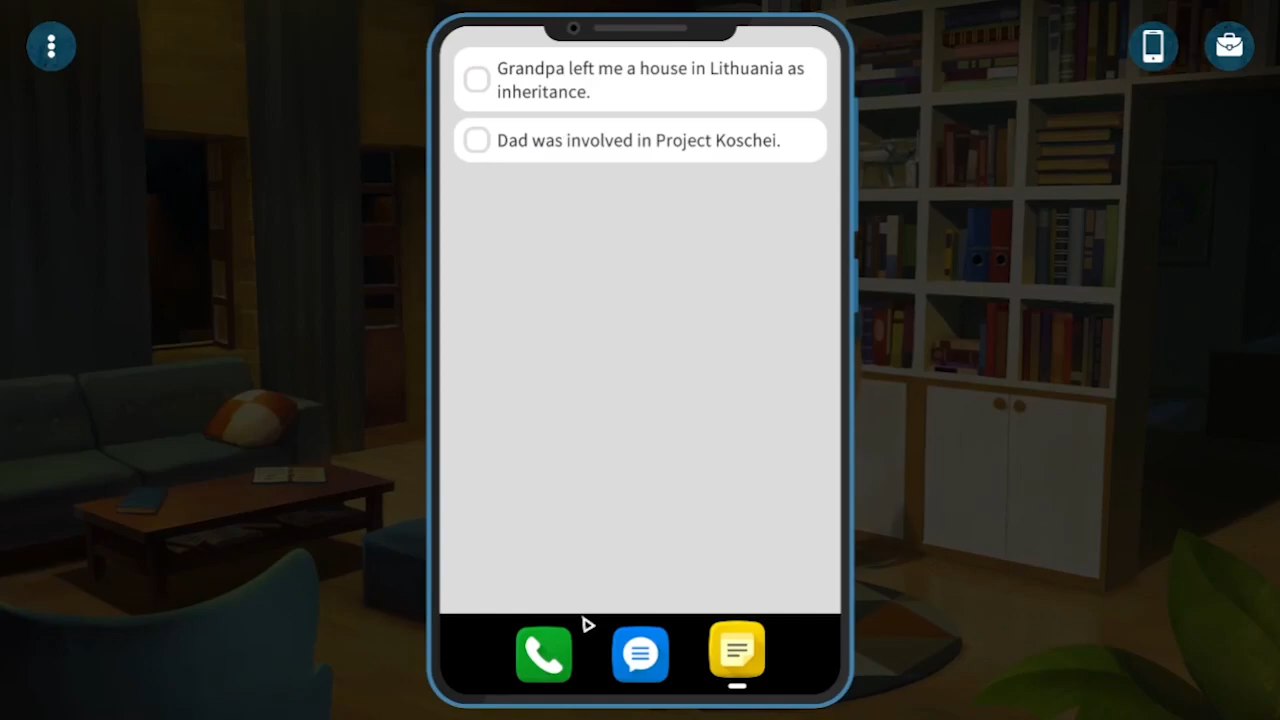 Grandpa left me a house in Lithuania as
inheritance.
Dad was involved in Project Koschei.